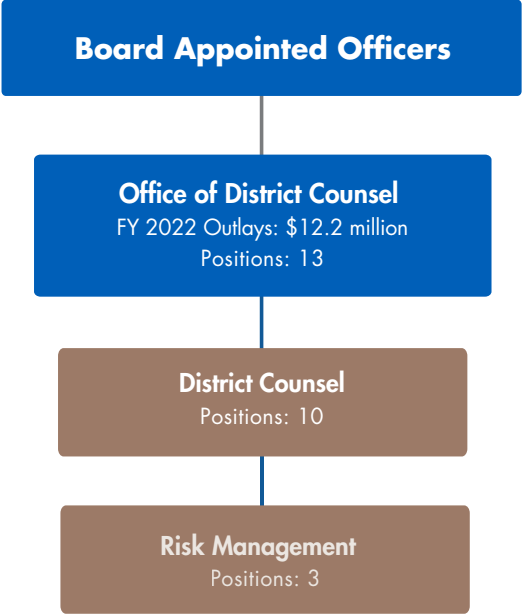 Board Appointed Officers
Office of District Counsel
FY 2022 Outlays: $12.2 million
Positions: 13
District Counsel
Positions: 10
Risk Management
Positions: 3